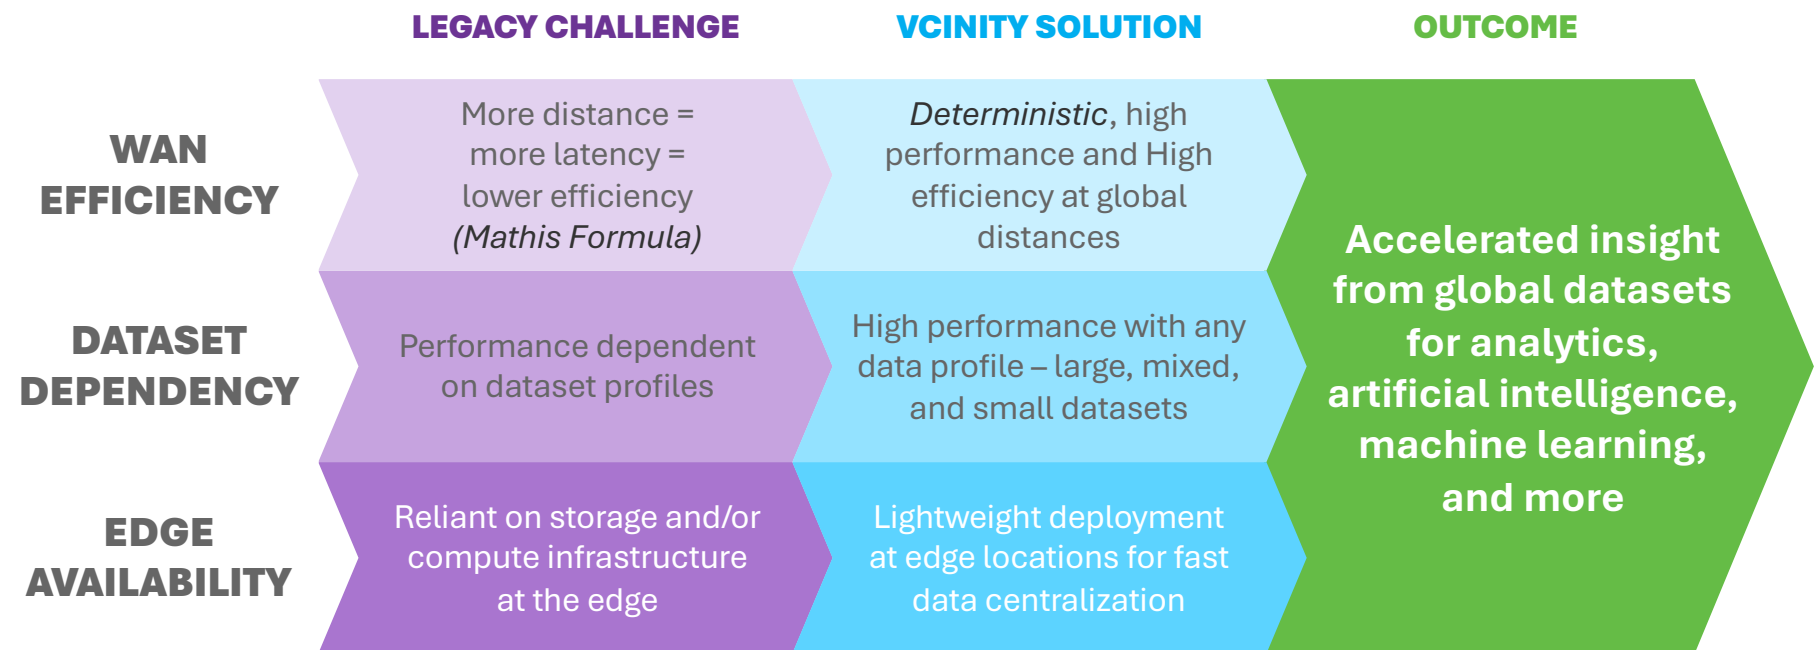 LEGACY CHALLENGE
VCINITY SOLUTION
OUTCOME
WAN
EFFICIENCY
More distance =
more latency =
lower efficiency
(Mathis Formula)
Deterministic, high
performance and High
efficiency at global
distances
DATASET
DEPENDENCY
Performance dependent
on dataset profiles
High performance with any
data profile – large, mixed,
and small datasets
EDGE
AVAILABILITY
Reliant on storage and/or
compute infrastructure
at the edge
Lightweight deployment
at edge locations for fast
data centralization
Accelerated insight
from global datasets
for analytics,
artificial intelligence,
machine learning,
and more